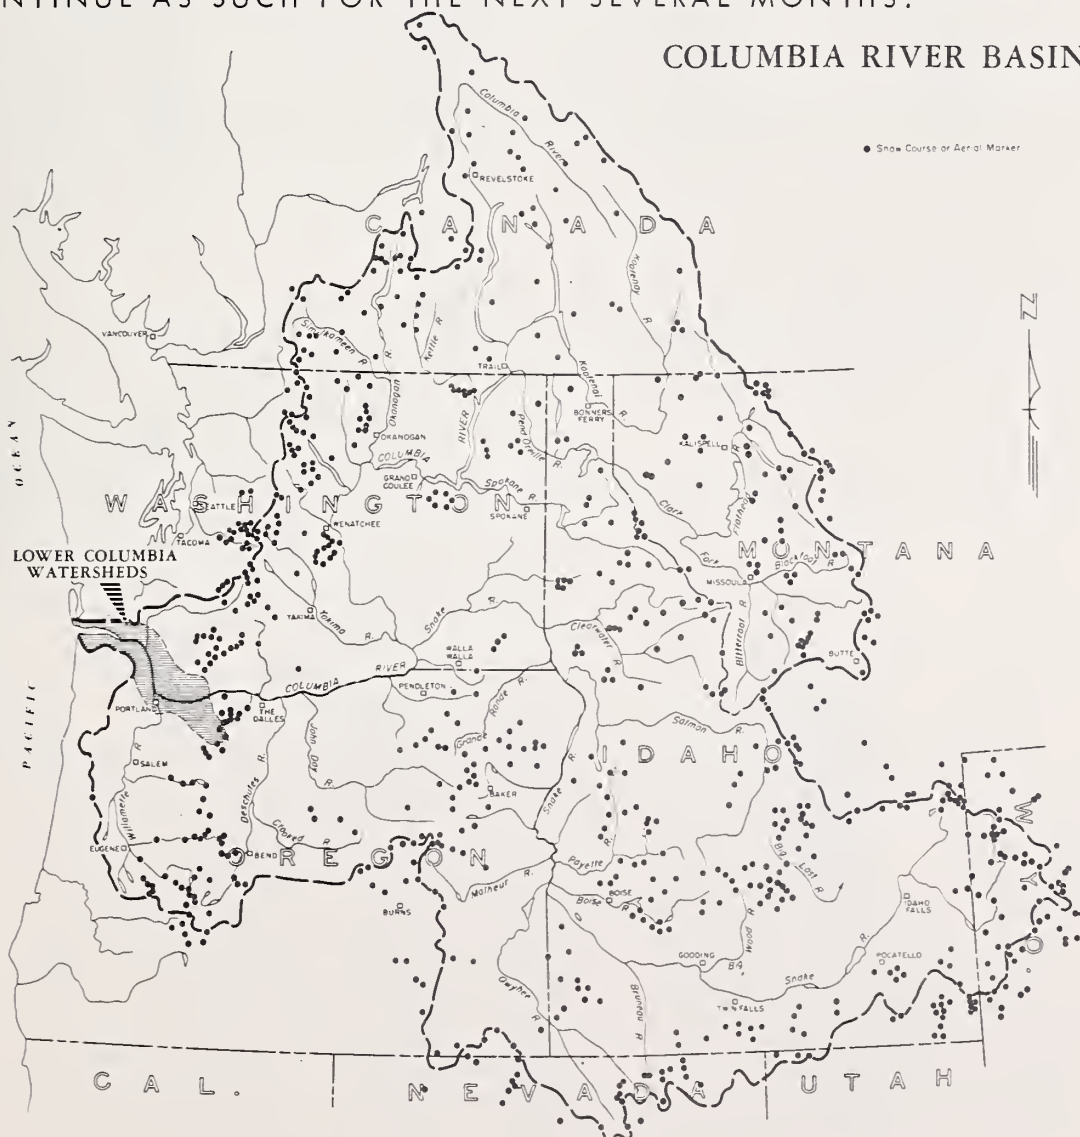 NTINUE AS SUCH FOR THE NEXT SEVERAL MONTHS.
COLUMBIA RIVER BASIN
Snow Course or Aerial Marker
Columbia River
REVELSTOKE
CANADA
Kootenay R.
N
VANCOUVER
Similkameen R.
Kettle R.
TRAIL
Okanogan R.
Kootenai R.
BONNERS FERRY
OCEAN
OKANOGAN
COLUMBIA RIVER
Pend Oreille R.
KALISPELL
GRAND COULEE
Spokane R.
SPOKANE
Clark Fork
Flathead R.
WASHINGTON
SEATTLE
WENATCHEE
TACOMA
LOWER COLUMBIA
WATERSHEDS
MONTANA
Blackfoot R.
MISSOULA
YAKIMA
Yakima R.
Snake R.
Clearwater R.
Bitterroot R.
BUTTE
WALLA WALLA
COLUMBIA RIVER
PENDLETON
PACIFIC
PORTLAND
THE DALLES
Grande Ronde R.
Salmon R.
John Day R.
SALEM
IDAHO
Willamette R.
Deschutes R.
BAKER
Snake R.
WYO.
EUGENE
Crooked R.
BEND
OREGON
Payette R.
Big Lost R.
Malheur R.
Boise R.
BOISE
BURNS
IDAHO FALLS
Big Wood R.
GOODING
POCATELLO
Owyhee R.
Bruneau R.
Snake R.
TWIN FALLS
CAL.
NEVADA
UTAH